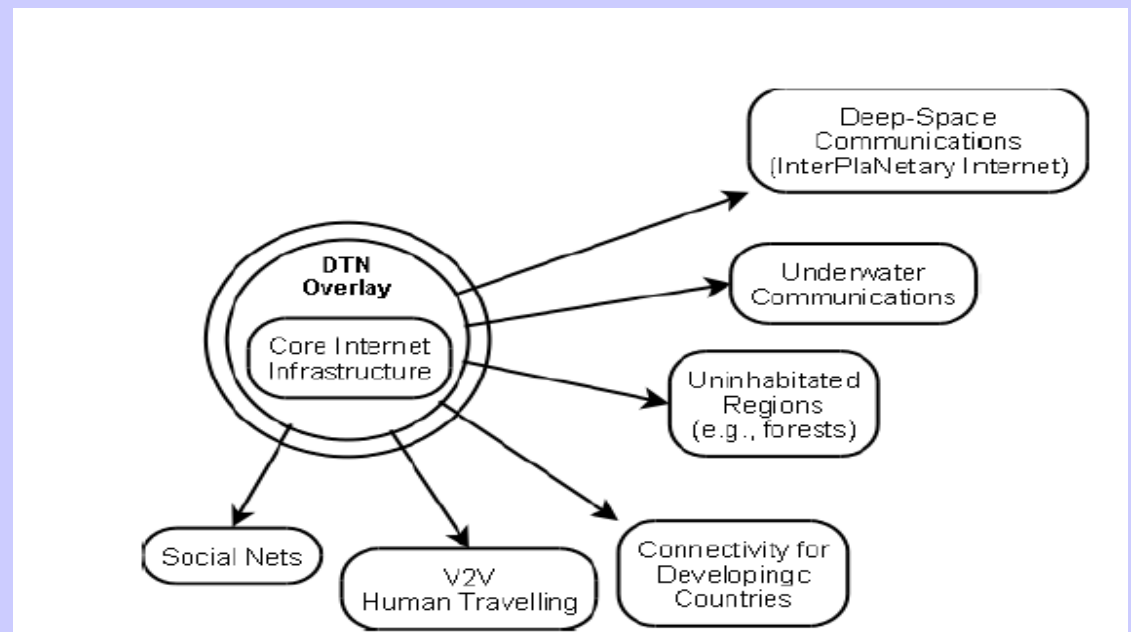 Deep-Space
Communications
(InterPlaNetary Internet)
DTN
Overlay
Underwater
Communications
Core Internet
Infrastructure
Uninhabitated
Regions
(e.g., forests)
Social Nets
V2V
Human Travelling
Connectivity for
Developingc
Countries